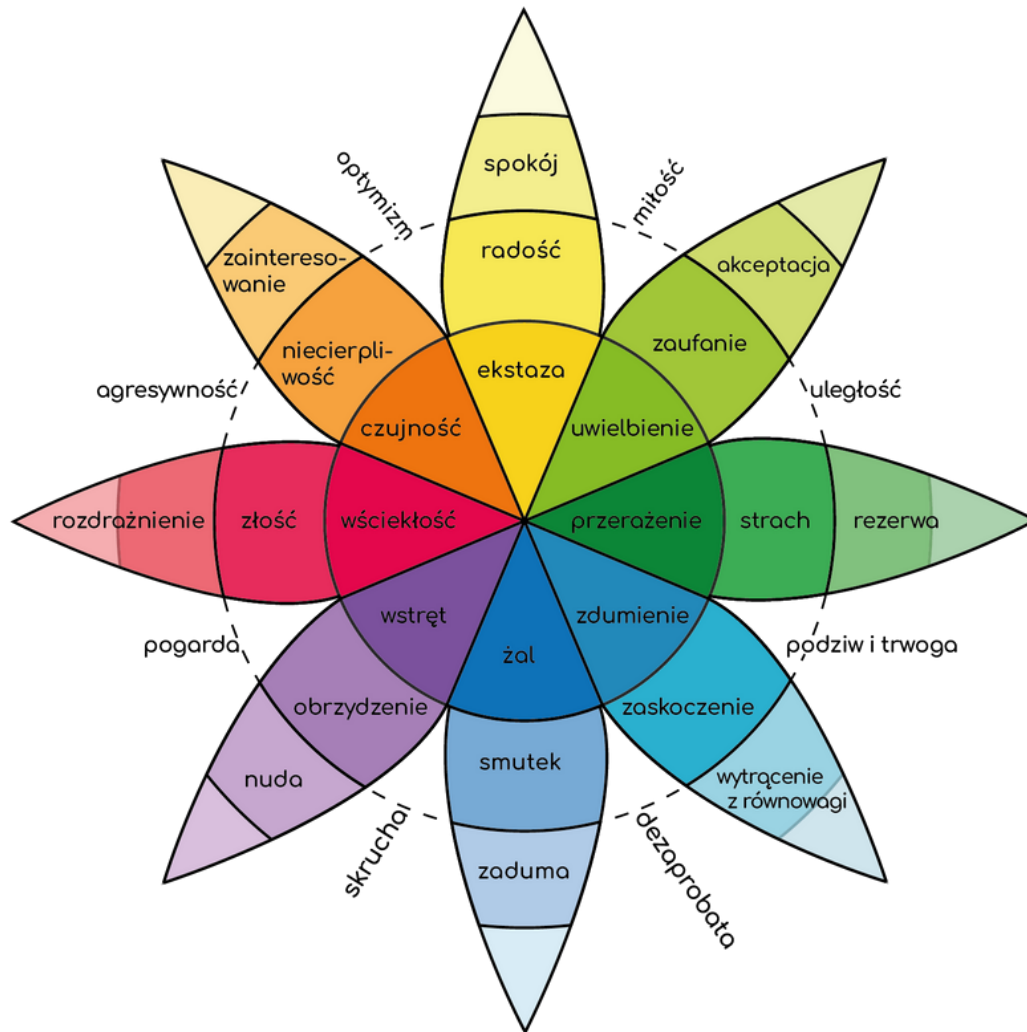 spokój
optymizm
miłość
radość
zaintereso-
wanie
akceptacja
niecierpli-
wość
zaufanie
ekstaza
agresywność
uległość
czujność
uwielbienie
rozdrażnienie
złość
wściekłość
przerażenie
strach
rezerwa
wstręt
zdumienie
pogarda
żal
podziw i trwoga
obrzydzenie
zaskoczenie
nuda
smutek
wytrącenie
z równowagi
skrucha
zaduma
dezaprobata